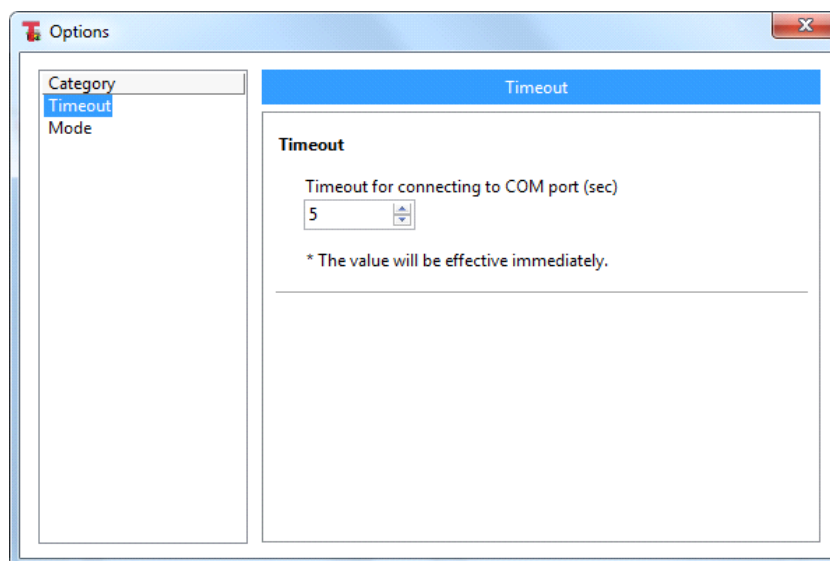 Options
Category
Timeout
Mode
Timeout
Timeout
Timeout for connecting to COM port (sec)
5
* The value will be effective immediately.